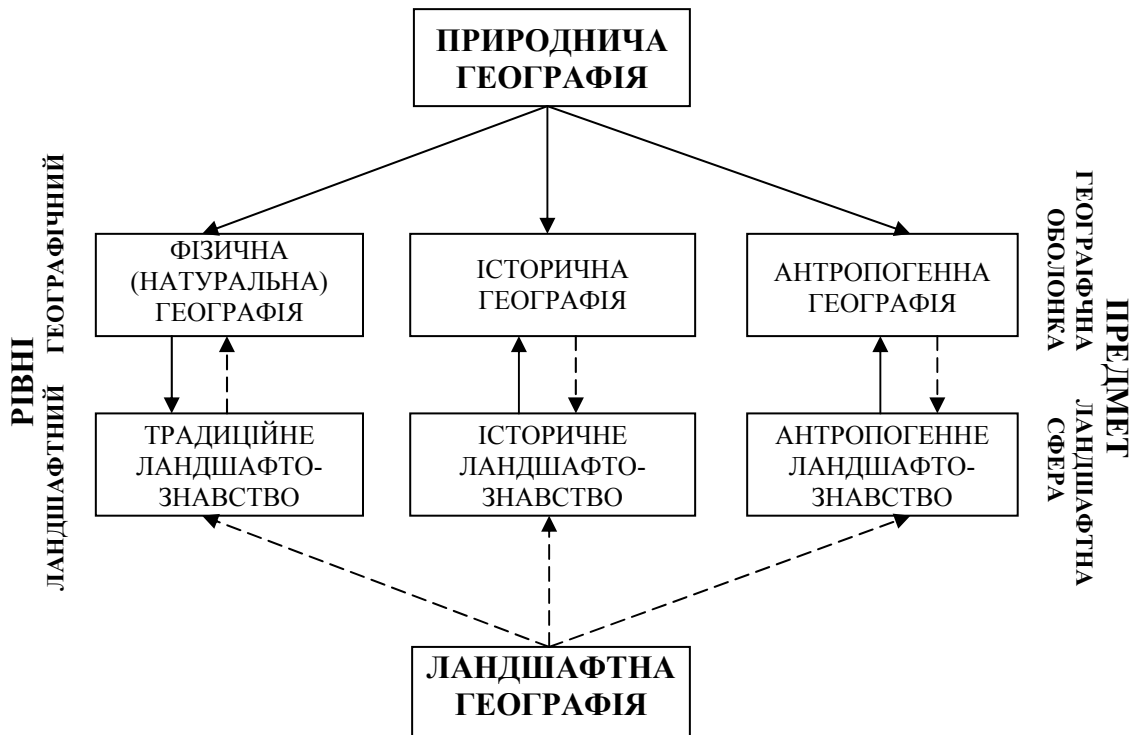 ПРИРОДНИЧА
ГЕОГРАФІЯ
РІВНІ
ГЕОГРАФІЧНИЙ
ЛАНДШАФТНИЙ
ФІЗИЧНА
(НАТУРАЛЬНА)
ГЕОГРАФІЯ
ІСТОРИЧНА
ГЕОГРАФІЯ
АНТРОПОГЕННА
ГЕОГРАФІЯ
ГЕОГРАІФЧНА
ОБОЛОНКА
ПРЕДМЕТ
ТРАДИЦІЙНЕ
ЛАНДШАФТО-
ЗНАВСТВО
ІСТОРИЧНЕ
ЛАНДШАФТО-
ЗНАВСТВО
АНТРОПОГЕННЕ
ЛАНДШАФТО-
ЗНАВСТВО
ЛАНДШАФТНА
СФЕРА
ЛАНДШАФТНА
ГЕОГРАФІЯ